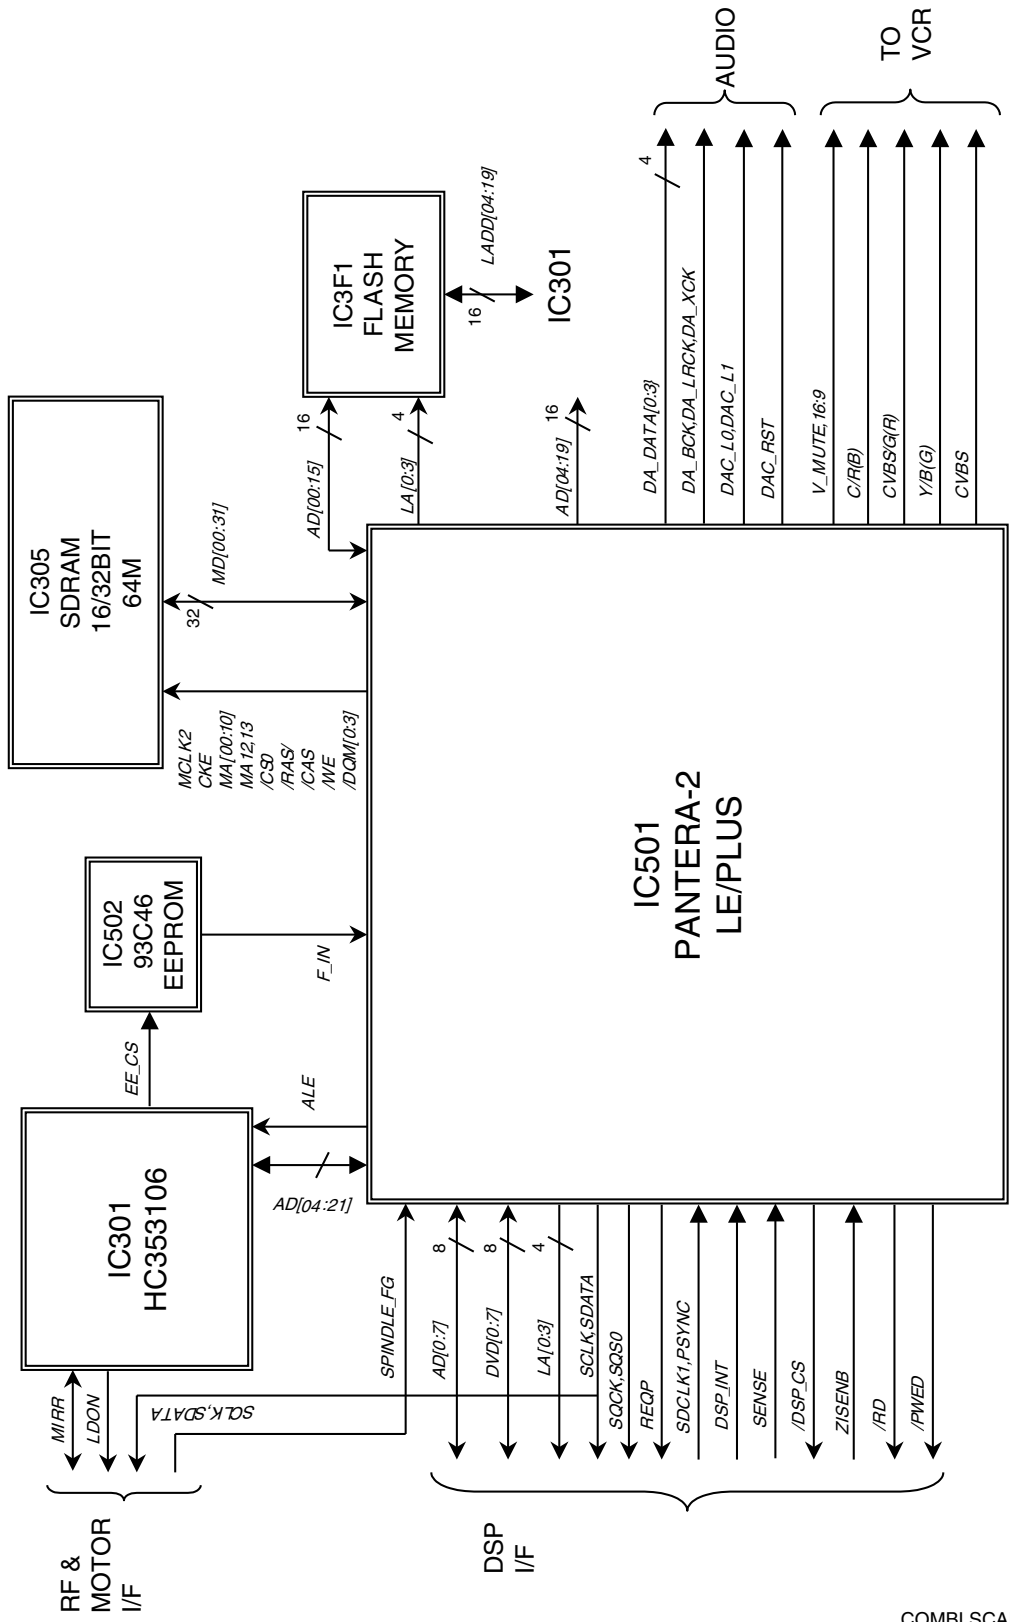 RF &
MOTOR
I/F
MIRR
LDON
SCLK,SDATA
IC301
HC353106
EE_CS
IC502
93C46
EEPROM
F_IN
ALE
AD[04:21]
IC305
SDRAM
16/32BIT
64M
MCLK2
CKE
MA[00:10]
MA12,13
/CS0
/RAS/
/CAS
/WE
/DQM[0:3]
32
MD[00:31]
IC3F1
FLASH
MEMORY
16
AD[00:15]
4
LA[0:3]
16
LADD[04:19]
IC301
16
AD[04:19]
IC501
PANTERA-2
LE/PLUS
DSP
I/F
SPINDLE_FG
AD[0:7]
8
DVD[0:7]
8
LA[0:3]
4
SCLK,SDATA
SQCK,SQS0
REQP
SDCLK1,PSYNC
DSP_INT
SENSE
/DSP_CS
ZISENB
/RD
/PWED
DA_DATA[0:3}
4
DA_BCK,DA_LRCK,DA_XCK
DAC_L0,DAC_L1
DAC_RST
AUDIO
V_MUTE,16:9
C/R(B)
CVBS/G(R)
Y/B(G)
CVBS
TO
VCR
COMBLSCA